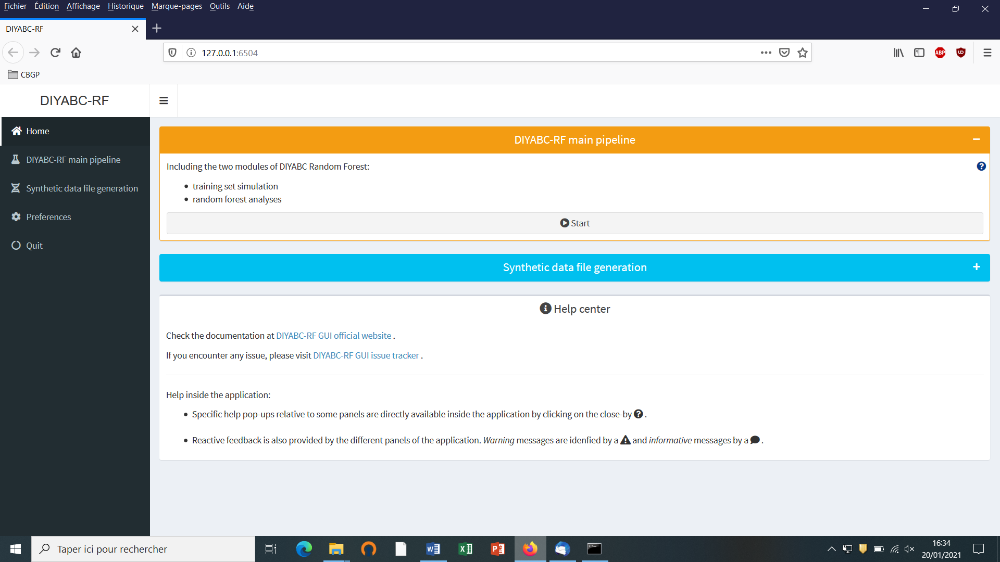 Fichier Édition Affichage Historique Marque-pages Outils Aide
DIYABC-RF
127.0.0.1:6504
ABP
CBGP
DIYABC-RF
Home
DIYABC-RF main pipeline
Synthetic data file generation
Preferences
Quit
DIYABC-RF main pipeline
Including the two modules of DIYABC Random Forest:
training set simulation
random forest analyses
Start
Synthetic data file generation
Help center
Check the documentation at DIYABC-RF GUI official website .
If you encounter any issue, please visit DIYABC-RF GUI issue tracker .
Help inside the application:
Specific help pop-ups relative to some panels are directly available inside the application by clicking on the close-by .
Reactive feedback is also provided by the different panels of the application. Warning messages are idenfied by a and informative messages by a .
Taper ici pour rechercher
16:34
20/01/2021